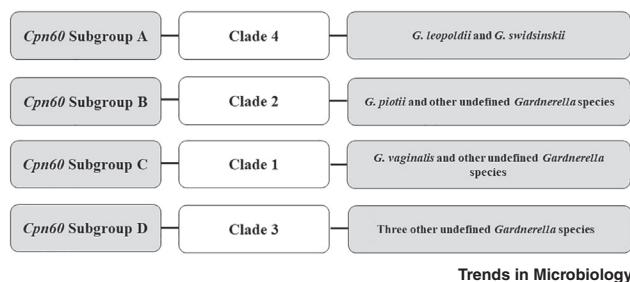 Cpn60 Subgroup A
Clade 4
G. leopoldii and G. swidsinskii
Cpn60 Subgroup B
Clade 2
G. piotii and other undefined Gardnerella species
Cpn60 Subgroup C
Clade 1
G. vaginalis and other undefined Gardnerella
species
Cpn60 Subgroup D
Clade 3
Three other undefined Gardnerella species
Trends in Microbiology